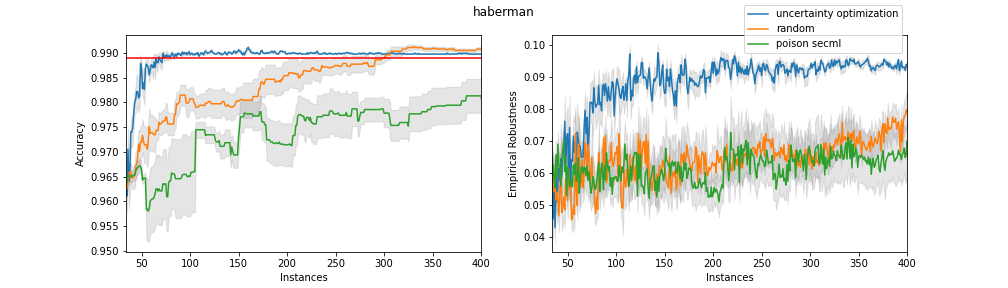 haberman
uncertainty optimization
random
poison secml
Accuracy
0.990
0.985
0.980
0.975
0.970
0.965
0.960
0.955
0.950
50 100 150 200 250 300 350 400
Instances
Empirical Robustness
0.10
0.09
0.08
0.07
0.06
0.05
0.04
50 100 150 200 250 300 350 400
Instances